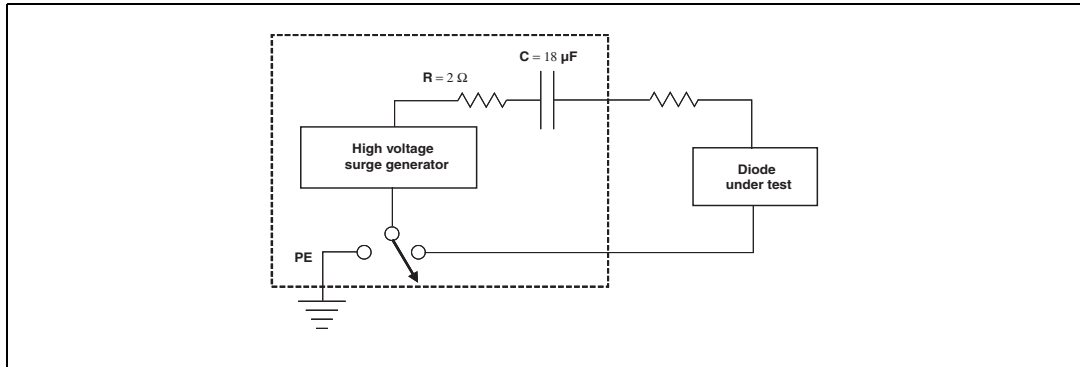 C = 18 µF
R = 2 Ω
High voltage
surge generator
Diode
under test
PE